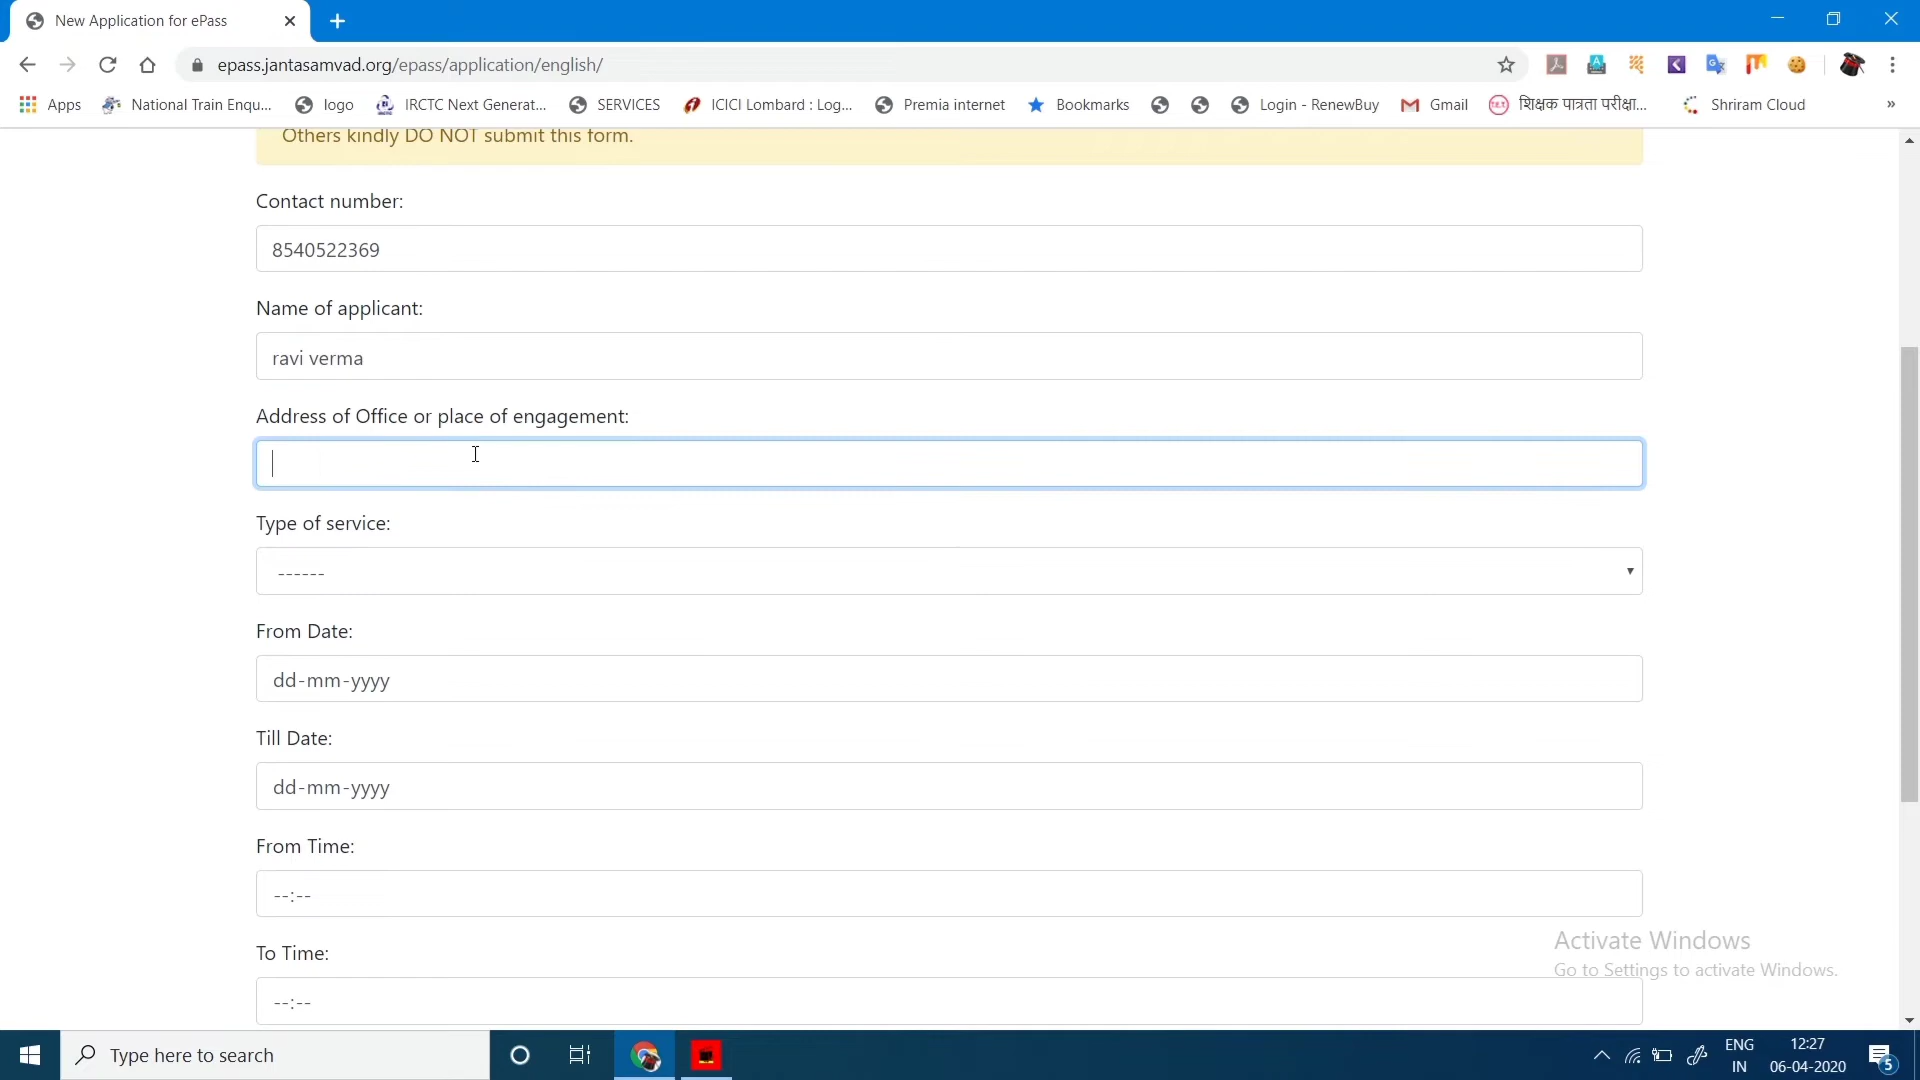 New Application for ePass
epass.jantasamvad.org/epass/application/english/
Apps National Train Enqu... logo IRCTC Next Generat... SERVICES ICICI Lombard : Log... Premia internet Bookmarks Login - RenewBuy Gmail शिक्षक पात्रता परीक्षा... Shriram Cloud »
Others kindly DO NOT submit this form.
Contact number:
8540522369
Name of applicant:
ravi verma
Address of Office or place of engagement:
Type of service:
------
From Date:
dd-mm-yyyy
Till Date:
dd-mm-yyyy
From Time:
--:--
To Time:
--:--
Activate Windows
Go to Settings to activate Windows.
Type here to search
ENG
IN
12:27
06-04-2020
5